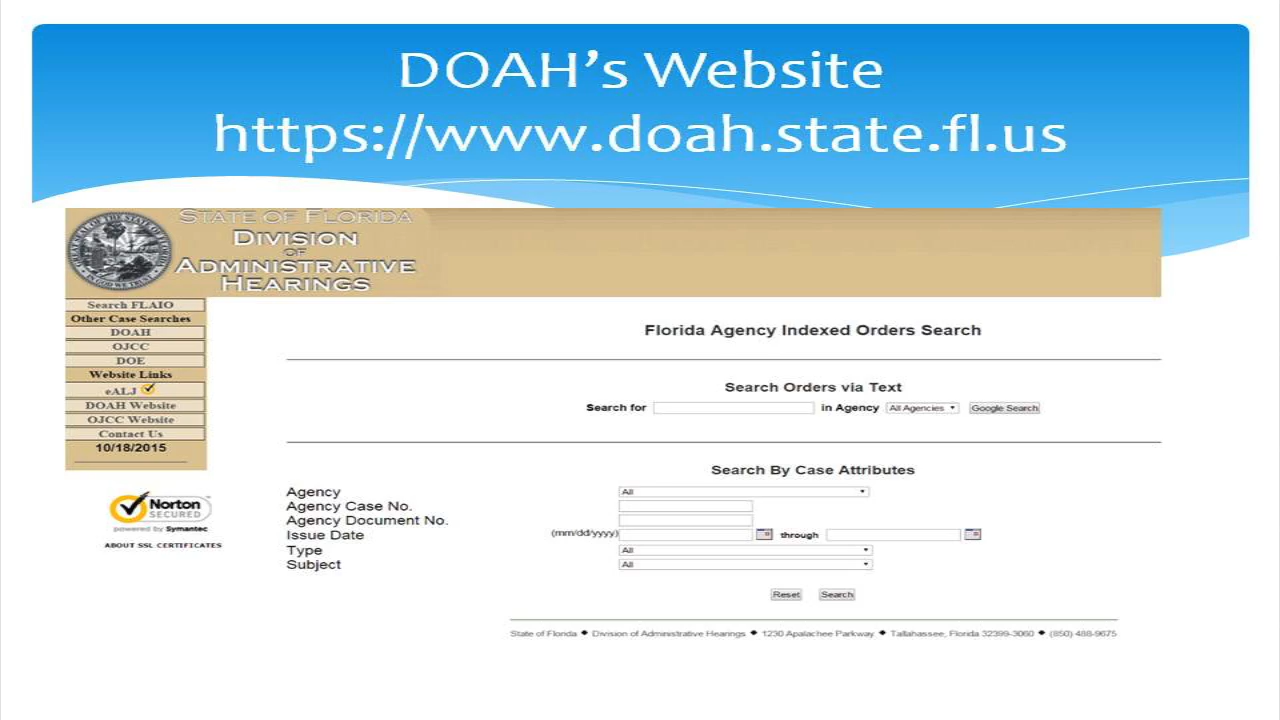 DOAH’s Website
https://www.doah.state.fl.us
STATE OF FLORIDA
DIVISION
OF
ADMINISTRATIVE
HEARINGS
Search FLAIO
Other Case Searches
DOAH
OJCC
DOE
Website Links
eALJ
DOAH Website
OJCC Website
Contact Us
10/18/2015
Norton
SECURED
powered by Symantec
ABOUT SSL CERTIFICATES
Florida Agency Indexed Orders Search
Search Orders via Text
Search for in Agency All Agencies Google Search
Search By Case Attributes
Agency All
Agency Case No.
Agency Document No.
Issue Date (mm/dd/yyyy) through
Type All
Subject All
Reset Search
State of Florida ◆ Division of Administrative Hearings ◆ 1230 Apalachee Parkway ◆ Tallahassee, Florida 32399-3060 ◆ (850) 488-9675